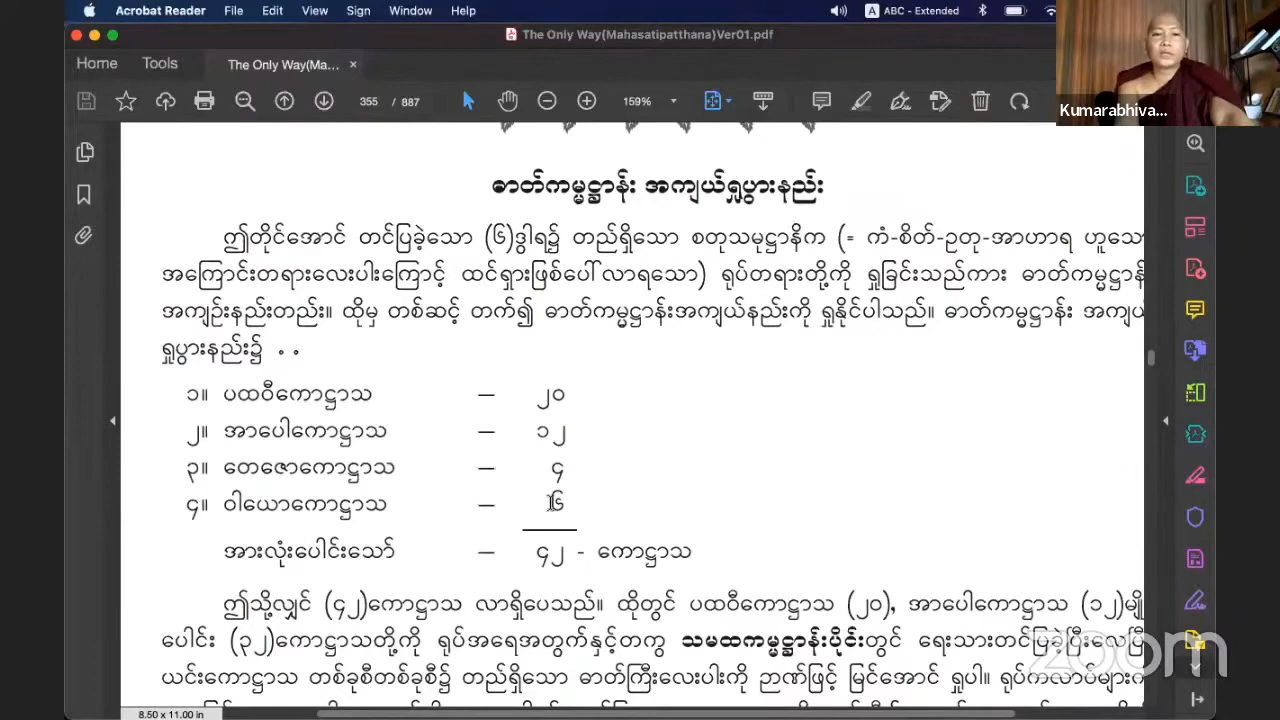 Acrobat Reader File Edit View Sign Window Help ABC - Extended
The Only Way(Mahasatipatthana)Ver01.pdf
Home Tools The Only Way(Ma... ×
355 / 887 159%
Kumarabhiva...
ဓာတ်ကမ္မဋ္ဌာန်း အကျယ်ရှုပွားနည်း
ဤတိုင်အောင် တင်ပြခဲ့သော (၆)ဒွါရ၌ တည်ရှိသော စတုသမုဋ္ဌာနိက (= ကံ-စိတ်-ဥတု-အာဟာရ ဟူသော
အကြောင်းတရားလေးပါးကြောင့် ထင်ရှားဖြစ်ပေါ်လာရသော) ရုပ်တရားတို့ကို ရှုခြင်းသည်ကား ဓာတ်ကမ္မဋ္ဌာန်း
အကျဉ်းနည်းတည်း။ ထိုမှ တစ်ဆင့် တက်၍ ဓာတ်ကမ္မဋ္ဌာန်းအကျယ်နည်းကို ရှုနိုင်ပါသည်။ ဓာတ်ကမ္မဋ္ဌာန်း အကျယ်
ရှုပွားနည်း၌ . .
၁။ ပထဝီကောဋ္ဌာသ — ၂၀
၂။ အာပေါကောဋ္ဌာသ — ၁၂
၃။ တေဇောကောဋ္ဌာသ — ၄
၄။ ဝါယောကောဋ္ဌာသ — ၆
အားလုံးပေါင်းသော် — ၄၂ - ကောဋ္ဌာသ
ဤသို့လျှင် (၄၂)ကောဋ္ဌာသ လာရှိပေသည်။ ထိုတွင် ပထဝီကောဋ္ဌာသ (၂၀), အာပေါကောဋ္ဌာသ (၁၂)မျိုး
ပေါင်း (၃၂)ကောဋ္ဌာသတို့ကို ရုပ်အရေအတွက်နှင့်တကွ သမထကမ္မဋ္ဌာန်းပိုင်းတွင် ရေးသားတင်ပြခဲ့ပြီးလေပြီ
ယင်းကောဋ္ဌာသ တစ်ခုစီတစ်ခုစီ၌ တည်ရှိသော ဓာတ်ကြီးလေးပါးကို ဉာဏ်ဖြင့် မြင်အောင် ရှုပါ။ ရုပ်ကလာပ်များက
zoom
8.50 x 11.00 in